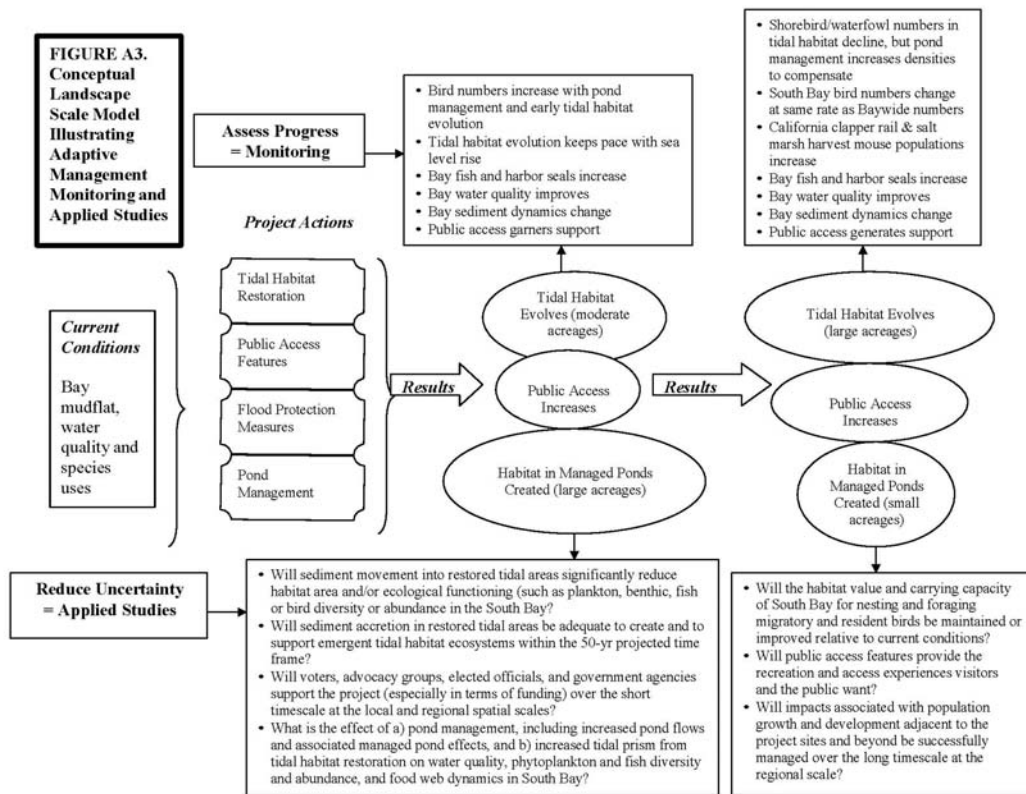 FIGURE A3.
Conceptual
Landscape
Scale Model
Illustrating
Adaptive
Management
Monitoring and
Applied Studies
Assess Progress
= Monitoring
• Bird numbers increase with pond
management and early tidal habitat
evolution
• Tidal habitat evolution keeps pace with sea
level rise
• Bay fish and harbor seals increase
• Bay water quality improves
• Bay sediment dynamics change
• Public access garners support
• Shorebird/waterfowl numbers in
tidal habitat decline, but pond
management increases densities
to compensate
• South Bay bird numbers change
at same rate as Baywide numbers
• California clapper rail & salt
marsh harvest mouse populations
increase
• Bay fish and harbor seals increase
• Bay water quality improves
• Bay sediment dynamics change
• Public access generates support
Project Actions
Current
Conditions
Bay
mudflat,
water
quality and
species
uses
Tidal Habitat
Restoration
Public Access
Features
Flood Protection
Measures
Pond
Management
Results
Tidal Habitat
Evolves (moderate
acreages)
Public Access
Increases
Habitat in Managed Ponds
Created (large acreages)
Results
Tidal Habitat Evolves
(large acreages)
Public Access
Increases
Habitat in
Managed Ponds
Created (small
acreages)
Reduce Uncertainty
= Applied Studies
• Will sediment movement into restored tidal areas significantly reduce
habitat area and/or ecological functioning (such as plankton, benthic, fish
or bird diversity or abundance in the South Bay?
• Will sediment accretion in restored tidal areas be adequate to create and to
support emergent tidal habitat ecosystems within the 50-yr projected time
frame?
• Will voters, advocacy groups, elected officials, and government agencies
support the project (especially in terms of funding) over the short
timescale at the local and regional spatial scales?
• What is the effect of a) pond management, including increased pond flows
and associated managed pond effects, and b) increased tidal prism from
tidal habitat restoration on water quality, phytoplankton and fish diversity
and abundance, and food web dynamics in South Bay?
• Will the habitat value and carrying capacity
of South Bay for nesting and foraging
migratory and resident birds be maintained or
improved relative to current conditions?
• Will public access features provide the
recreation and access experiences visitors
and the public want?
• Will impacts associated with population
growth and development adjacent to the
project sites and beyond be successfully
managed over the long timescale at the
regional scale?